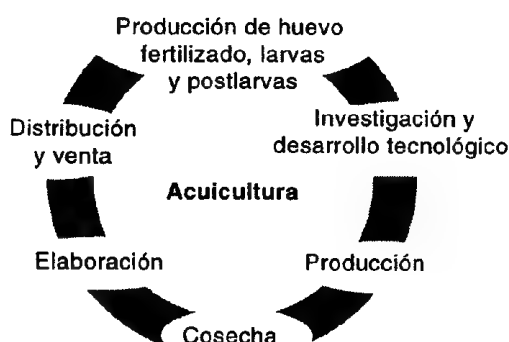 Producción de huevo
fertilizado, larvas
y postlarvas
Investigación y
desarrollo tecnológico
Distribución
y venta
Acuicultura
Elaboración
Producción
Cosecha